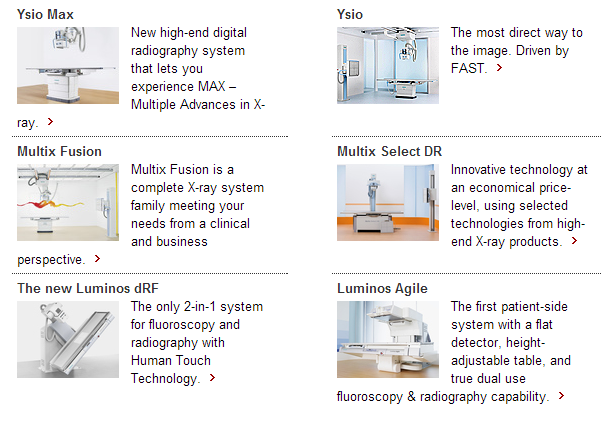 Ysio Max
New high-end digital
radiography system
that lets you
experience MAX –
Multiple Advances in X-
ray.
Ysio
The most direct way to
the image. Driven by
FAST.
Multix Fusion
Multix Fusion is a
complete X-ray system
family meeting your
needs from a clinical
and business
perspective.
Multix Select DR
Innovative technology at
an economical price-
level, using selected
technologies from high-
end X-ray products.
The new Luminos dRF
The only 2-in-1 system
for fluoroscopy and
radiography with
Human Touch
Technology.
Luminos Agile
The first patient-side
system with a flat
detector, height-
adjustable table, and
true dual use
fluoroscopy & radiography capability.